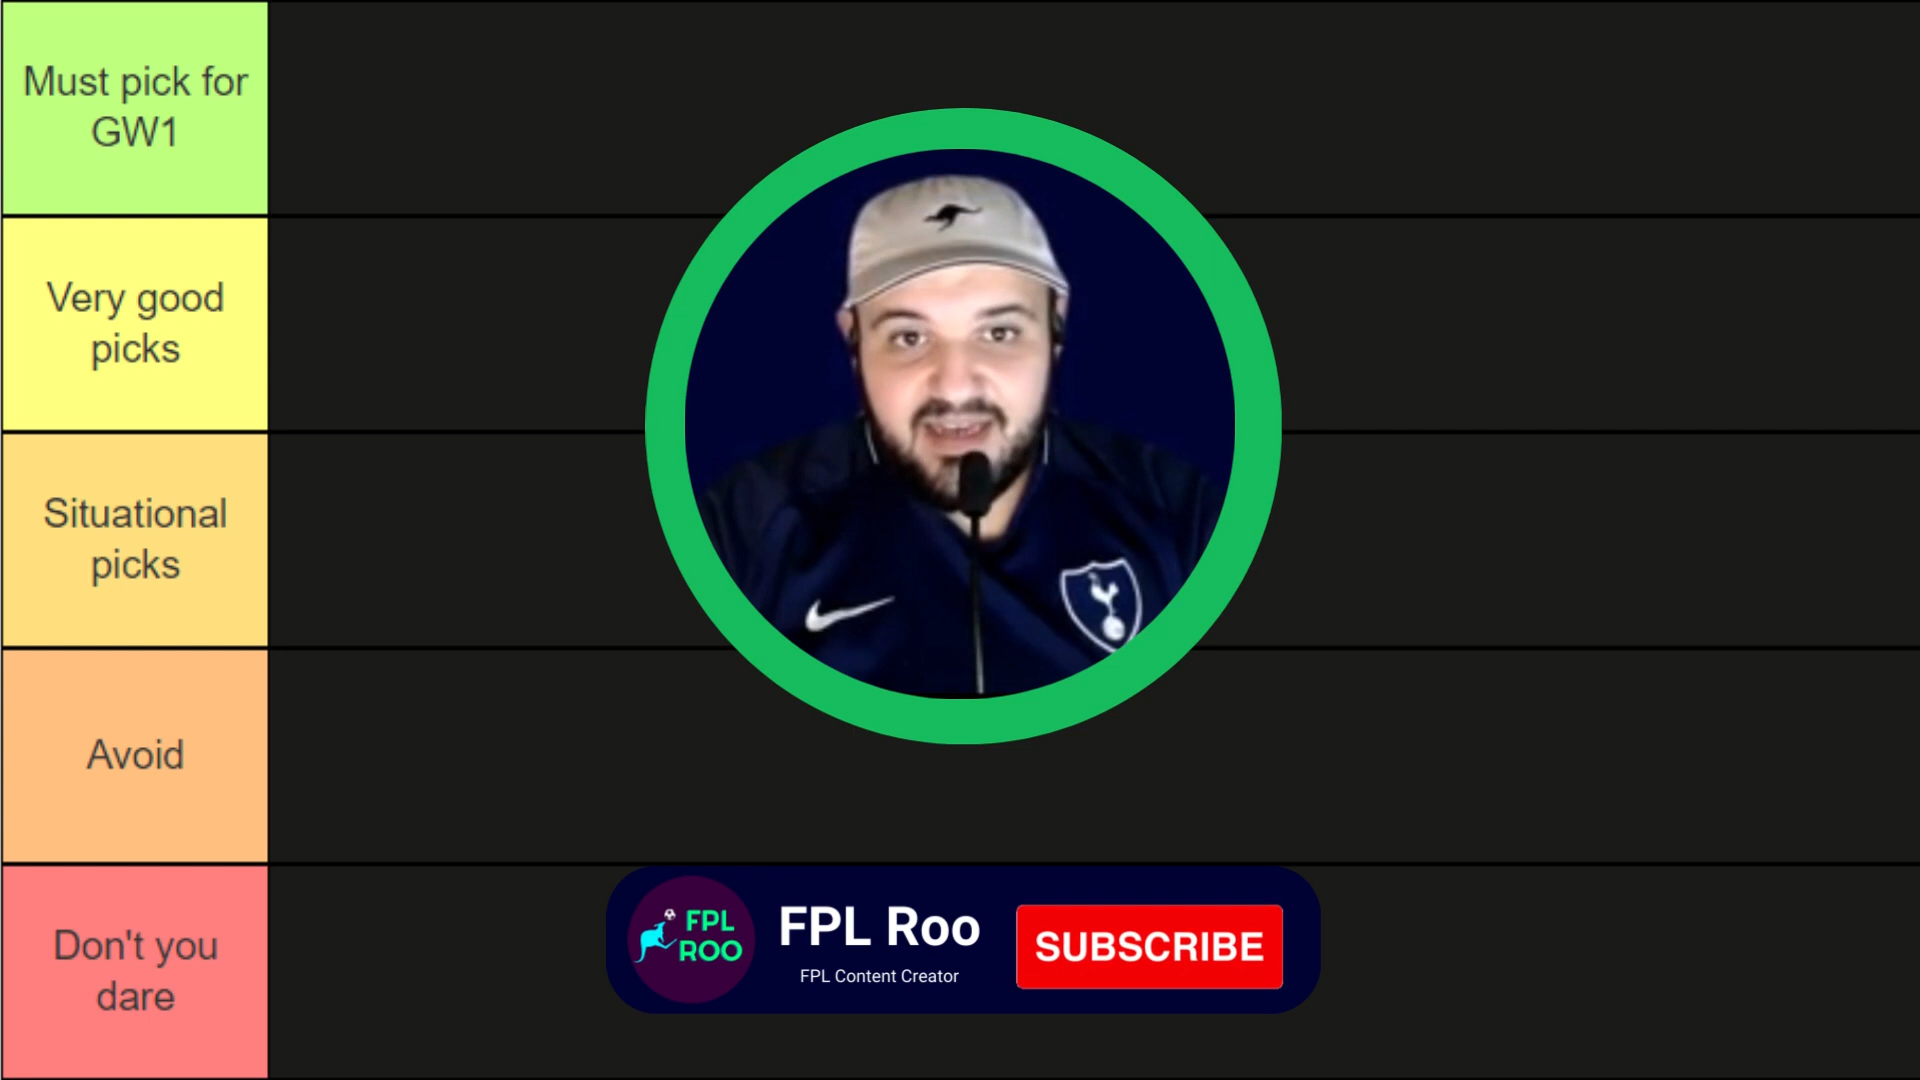 Must pick for
GW1
Very good
picks
Situational
picks
Avoid
Don't you
dare
FPL
ROO
FPL Roo
FPL Content Creator
SUBSCRIBE